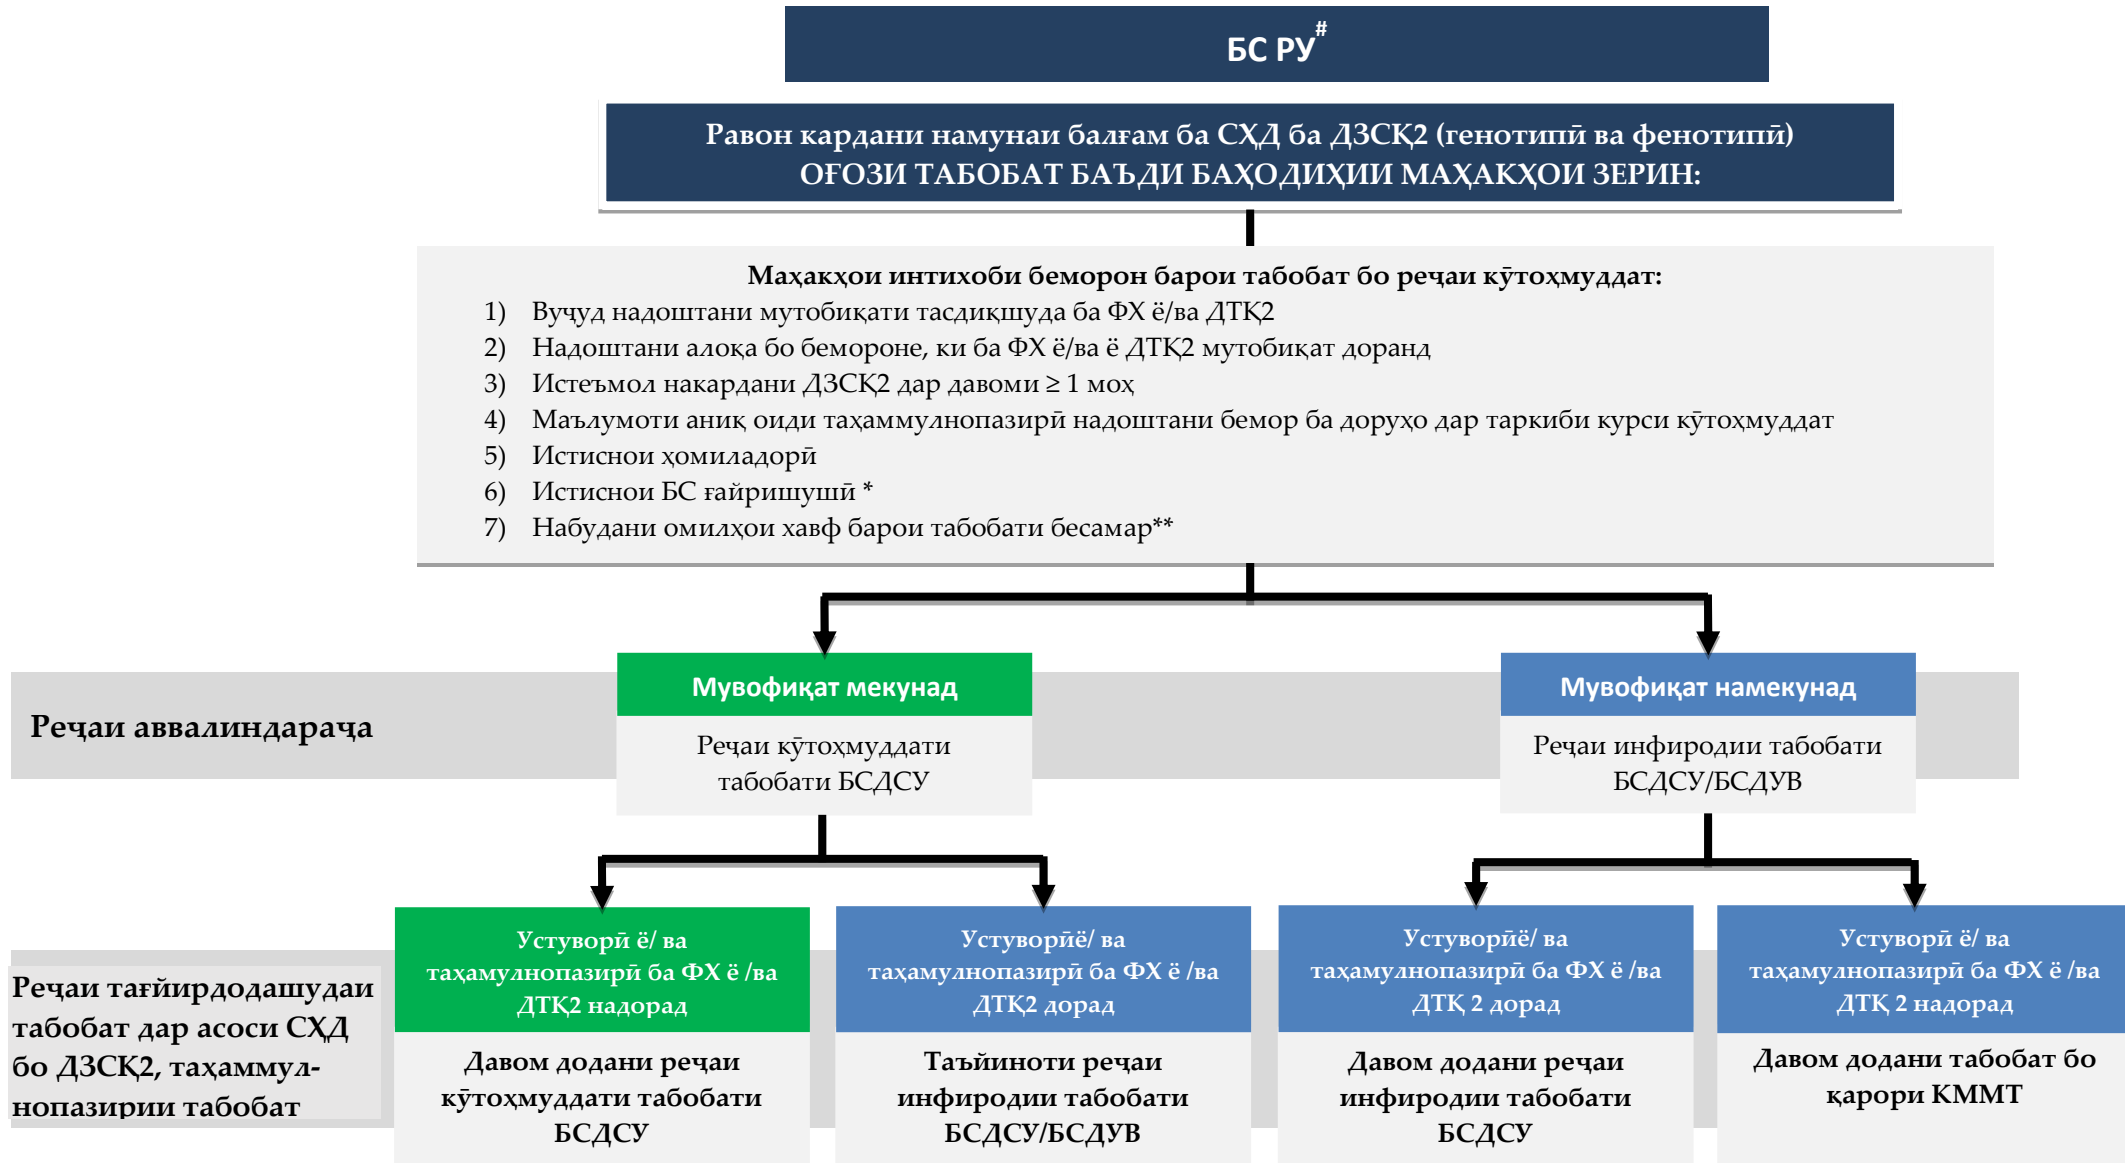 БС РУ#
Равон кардани намунаи балғам ба СҲД ба ДЗСҚ2 (генотипӣ ва фенотипӣ)
ОҒОЗИ ТАБОБАТ БАЪДИ БАҲОДИҲИИ МАҲАКҲОИ ЗЕРИН:
Маҳакҳои интихоби беморон барои табобат бо реҷаи кӯтоҳмуддат:
1) Вуҷуд надоштани мутобиқати тасдиқшуда ба ФХ ё/ва ДТҚ2
2) Надоштани алоқа бо бемороне, ки ба ФХ ё/ва ё ДТҚ2 мутобиқат доранд
3) Истеъмол накардани ДЗСҚ2 дар давоми ≥ 1 моҳ
4) Маълумоти аниқ оиди таҳаммулнопазирӣ надоштани бемор ба доруҳо дар таркиби курси кӯтоҳмуддат
5) Истиснои ҳомиладорӣ
6) Истиснои БС ғайришушӣ *
7) Набудани омилҳои хавф барои табобати бесамар**
Реҷаи аввалиндараҷа
Мувофиқат мекунад
Реҷаи кӯтоҳмуддати
табобати БСДСУ
Мувофиқат намекунад
Реҷаи инфиродии табобати
БСДСУ/БСДУВ
Реҷаи тағйирдодашудаи
табобат дар асоси СҲД
бо ДЗСҚ2, таҳаммул-
нопазирии табобат
Устуворӣ ё/ ва
таҳамулнопазирӣ ба ФХ ё /ва
ДТҚ2 надорад
Давом додани реҷаи
кӯтоҳмуддати табобати
БСДСУ
Устуворӣё/ ва
таҳамулнопазирӣ ба ФХ ё /ва
ДТҚ2 дорад
Таъйиноти реҷаи
инфиродии табобати
БСДСУ/БСДУВ
Устуворӣё/ ва
таҳамулнопазирӣ ба ФХ ё /ва
ДТҚ 2 дорад
Давом додани реҷаи
инфиродии табобати
БСДСУ
Устуворӣ ё/ ва
таҳамулнопазирӣ ба ФХ ё /ва
ДТҚ 2 надорад
Давом додани табобат бо
қарори КММТ